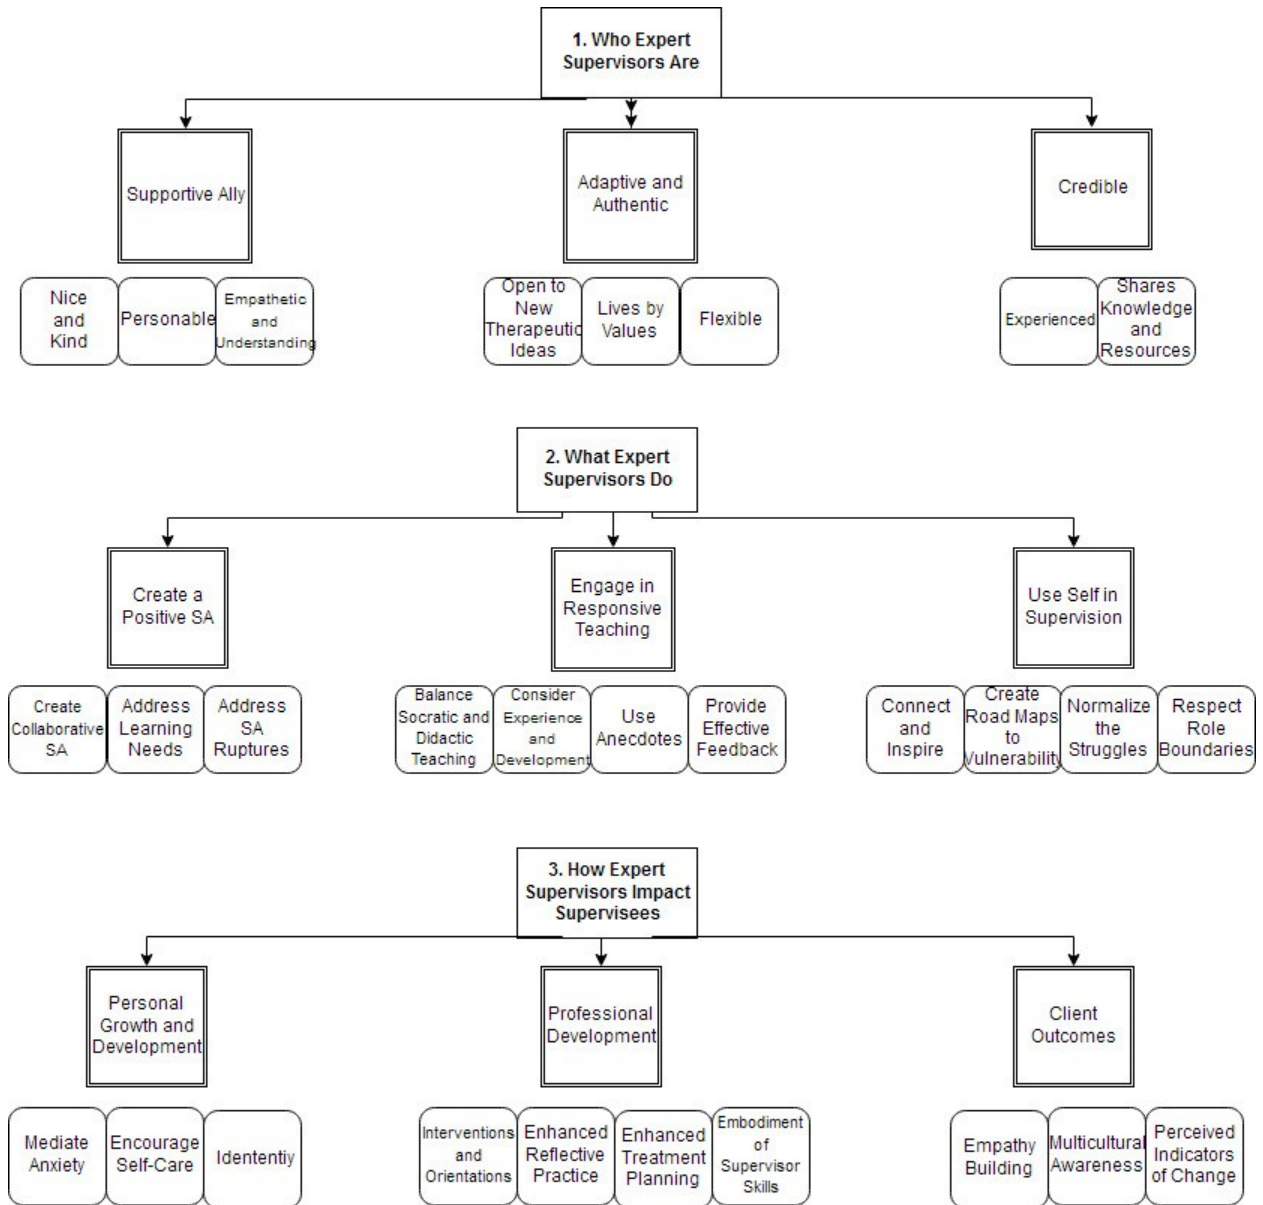 1. Who Expert
Supervisors Are
Supportive Ally
Adaptive and
Authentic
Credible
Nice
and
Kind
Personable
Empathetic
and
Understanding
Open to
New
Therapeutic
Ideas
Lives by
Values
Flexible
Experienced
Shares
Knowledge
and
Resources
2. What Expert
Supervisors Do
Create a
Positive SA
Engage in
Responsive
Teaching
Use Self in
Supervision
Create
Collaborative
SA
Address
Learning
Needs
Address
SA
Ruptures
Balance
Socratic and
Didactic
Teaching
Consider
Experience
and
Development
Use
Anecdotes
Provide
Effective
Feedback
Connect
and
Inspire
Create
Road Maps
to
Vulnerability
Normalize
the
Struggles
Respect
Role
Boundaries
3. How Expert
Supervisors Impact
Supervisees
Personal
Growth and
Development
Professional
Development
Client
Outcomes
Mediate
Anxiety
Encourage
Self-Care
Idententiy
Interventions
and
Orientations
Enhanced
Reflective
Practice
Enhanced
Treatment
Planning
Embodiment
of
Supervisor
Skills
Empathy
Building
Multicultural
Awareness
Perceived
Indicators
of Change